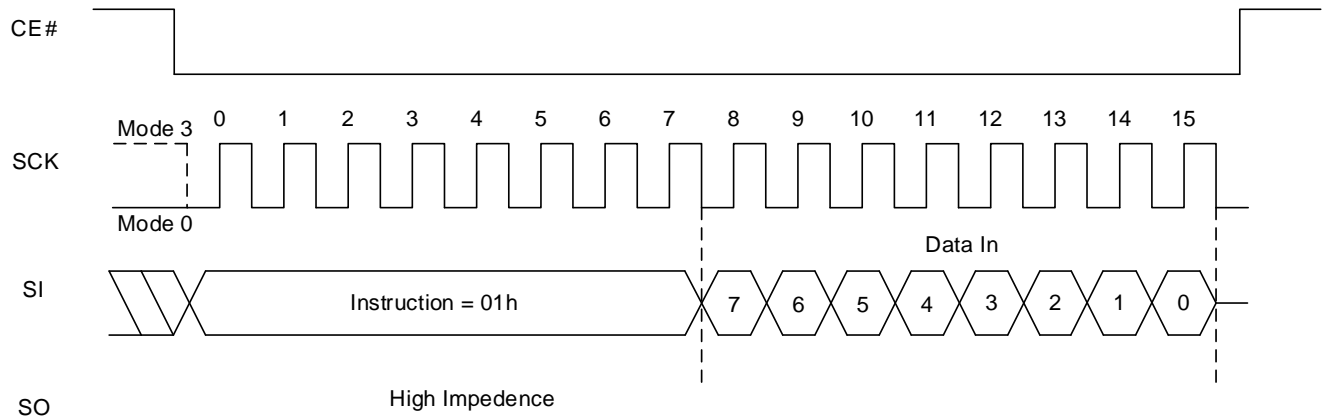 CE#
Mode 3
0 1 2 3 4 5 6 7 8 9 10 11 12 13 14 15
SCK
Mode 0
Data In
SI
Instruction = 01h
7 6 5 4 3 2 1 0
High Impedence
SO